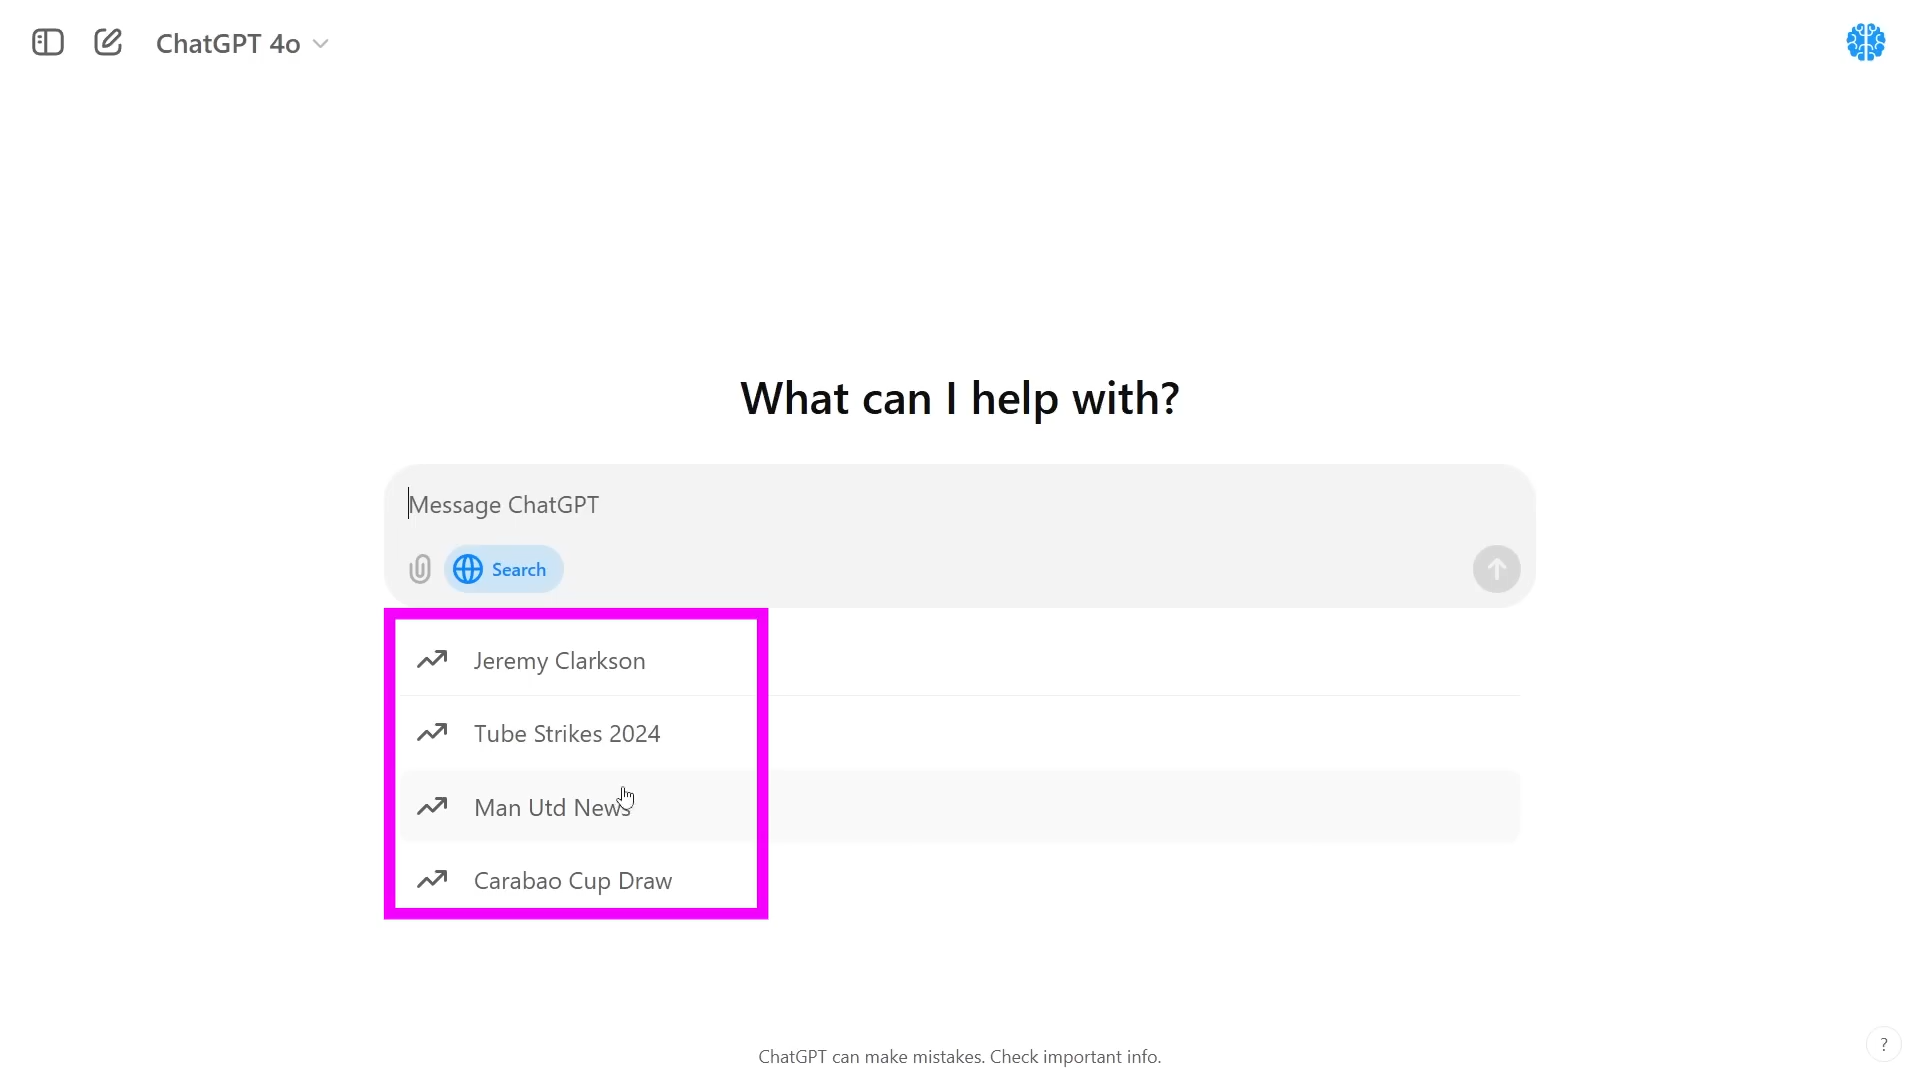 ChatGPT 4o
What can I help with?
Message ChatGPT
Search
Jeremy Clarkson
Tube Strikes 2024
Man Utd News
Carabao Cup Draw
ChatGPT can make mistakes. Check important info.
?